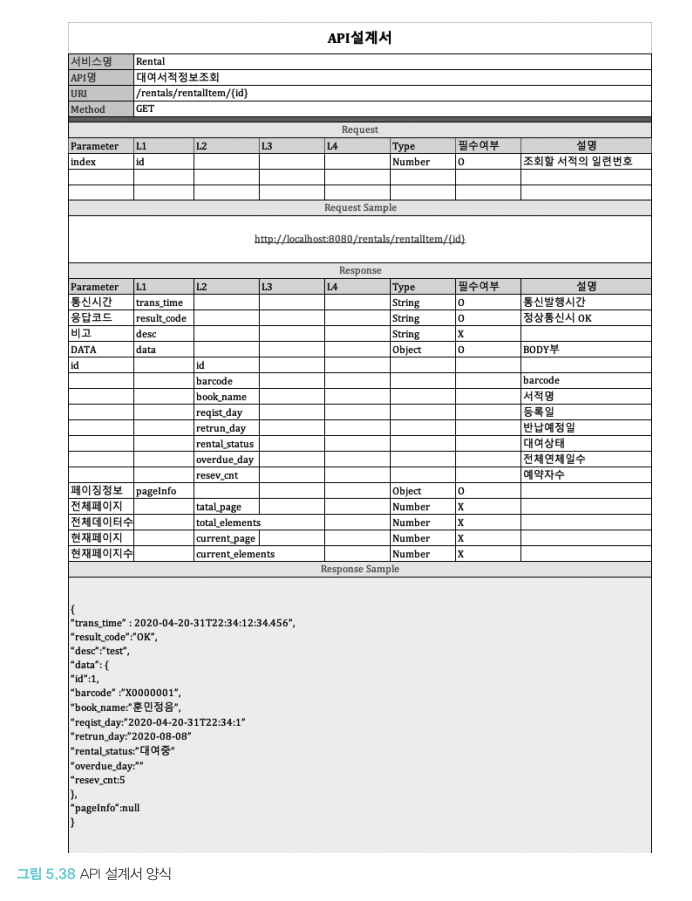 API설계서
서비스명 Rental
API명 대여서적정보조회
URI /rentals/rentalItem/{id}
Method GET
Request
Parameter L1 L2 L3 L4 Type 필수여부 설명
index id Number O 조회할 서적의 일련번호
Request Sample
http://localhost:8080/rentals/rentalItem/{id}
Response
Parameter L1 L2 L3 L4 Type 필수여부 설명
통신시간 trans_time String O 통신발행시간
응답코드 result_code String O 정상통신시 OK
비고 desc String X
DATA data Object O BODY부
id id
barcode barcode
book_name 서적명
reqist_day 등록일
retrun_day 반납예정일
rental_status 대여상태
overdue_day 전체연체일수
resev_cnt 예약자수
페이징정보 pageInfo Object O
전체페이지 tatal_page Number X
전체데이터수 total_elements Number X
현재페이지 current_page Number X
현재페이지수 current_elements Number X
Response Sample
{
“trans_time” : 2020-04-20-31T22:34:12:34.456”,
“result_code”:”OK”,
“desc”:”test”,
“data”: {
“id”:1,
“barcode” :”X0000001”,
“book_name:”훈민정음”,
“reqist_day:”2020-04-20-31T22:34:1”
“retrun_day:”2020-08-08”
“rental_status:”대여중”
“overdue_day:””
“resev_cnt:5
},
“pageInfo”:null
}
그림 5.38 API 설계서 양식